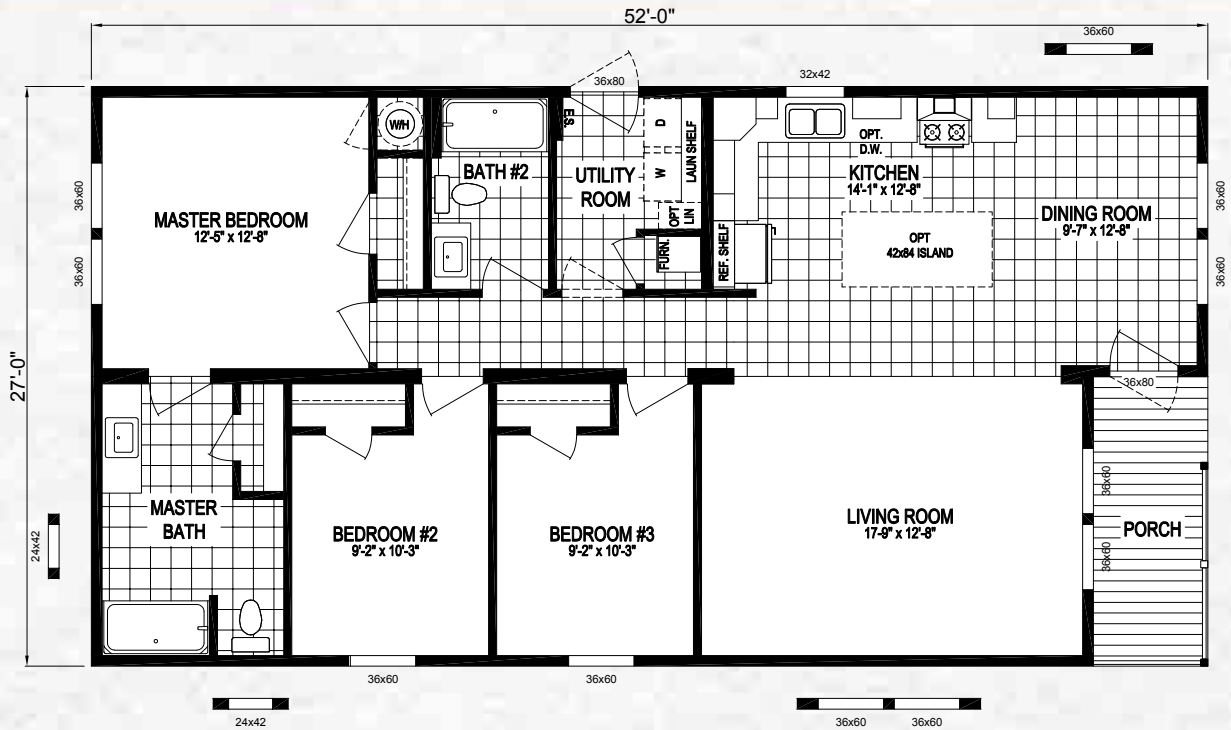 52'-0"
36x60
36x80
32x42
W/H
E.S.
D
W
LAUN SHELF
OPT.
D.W.
BATH #2
UTILITY
ROOM
KITCHEN
14'-1" x 12'-8"
36x60
MASTER BEDROOM
12'-5" x 12'-8"
OPT
LIN
DINING ROOM
9'-7" x 12'-8"
36x60
OPT
42x84 ISLAND
REF. SHELF
FURN.
36x60
36x60
27'-0"
36x80
MASTER
BATH
BEDROOM #2
9'-2" x 10'-3"
BEDROOM #3
9'-2" x 10'-3"
LIVING ROOM
17'-9" x 12'-8"
36x60
PORCH
36x60
24x42
36x60
36x60
24x42
36x60
36x60